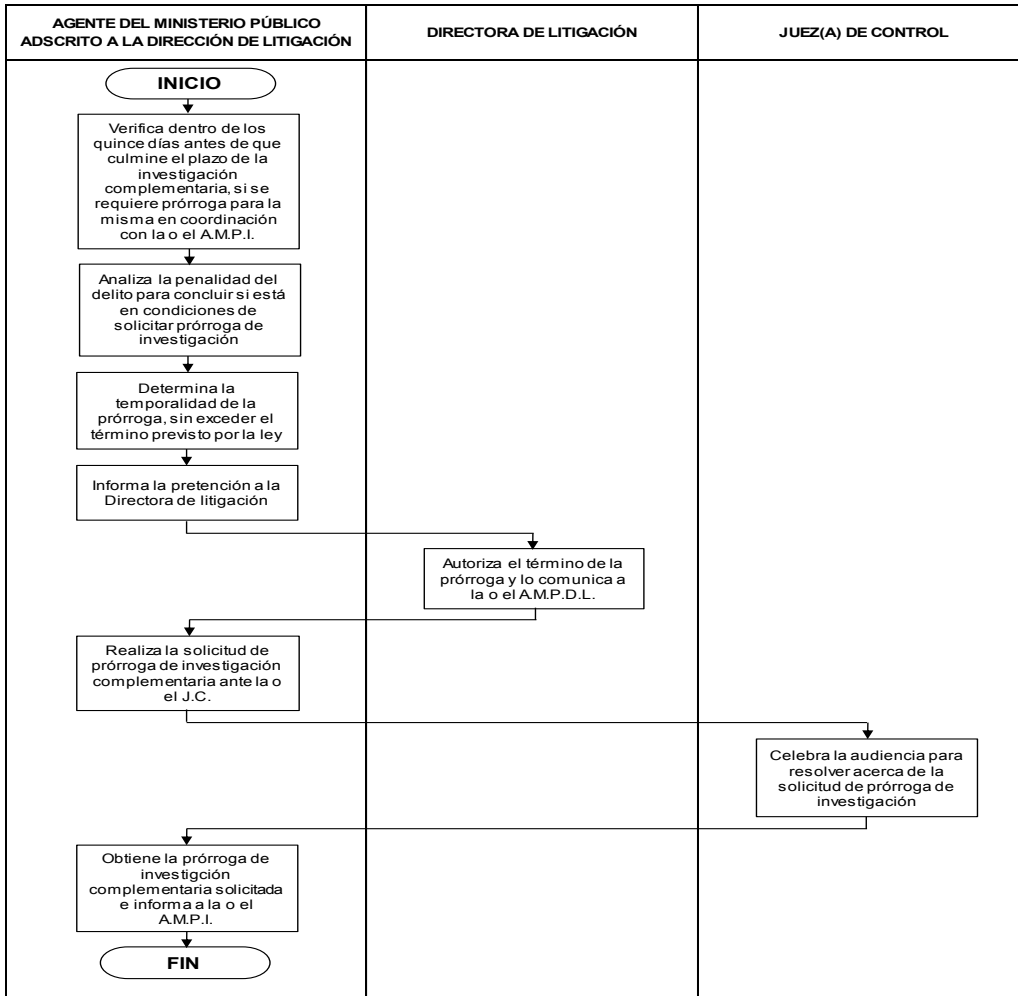 AGENTE DEL MINISTERIO PÚBLICO
ADSCRITO A LA DIRECCIÓN DE LITIGACIÓN
DIRECTORA DE LITIGACIÓN
JUEZ(A) DE CONTROL
INICIO
Verifica dentro de los
quince días antes de que
culmine el plazo de la
investigación
complementaria, si se
requiere prórroga para la
misma en coordinación
con la o el A.M.P.I.
Analiza la penalidad del
delito para concluir si está
en condiciones de
solicitar prórroga de
investigación
Determina la
temporalidad de la
prórroga, sin exceder el
término previsto por la ley
Informa la pretención a la
Directora de litigación
Autoriza el término de la
prórroga y lo comunica a
la o el A.M.P.D.L.
Realiza la solicitud de
prórroga de investigación
complementaria ante la o
el J.C.
Celebra la audiencia para
resolver acerca de la
solicitud de prórroga de
investigación
Obtiene la prórroga de
investigción
complementaria solicitada
e informa a la o el
A.M.P.I.
FIN